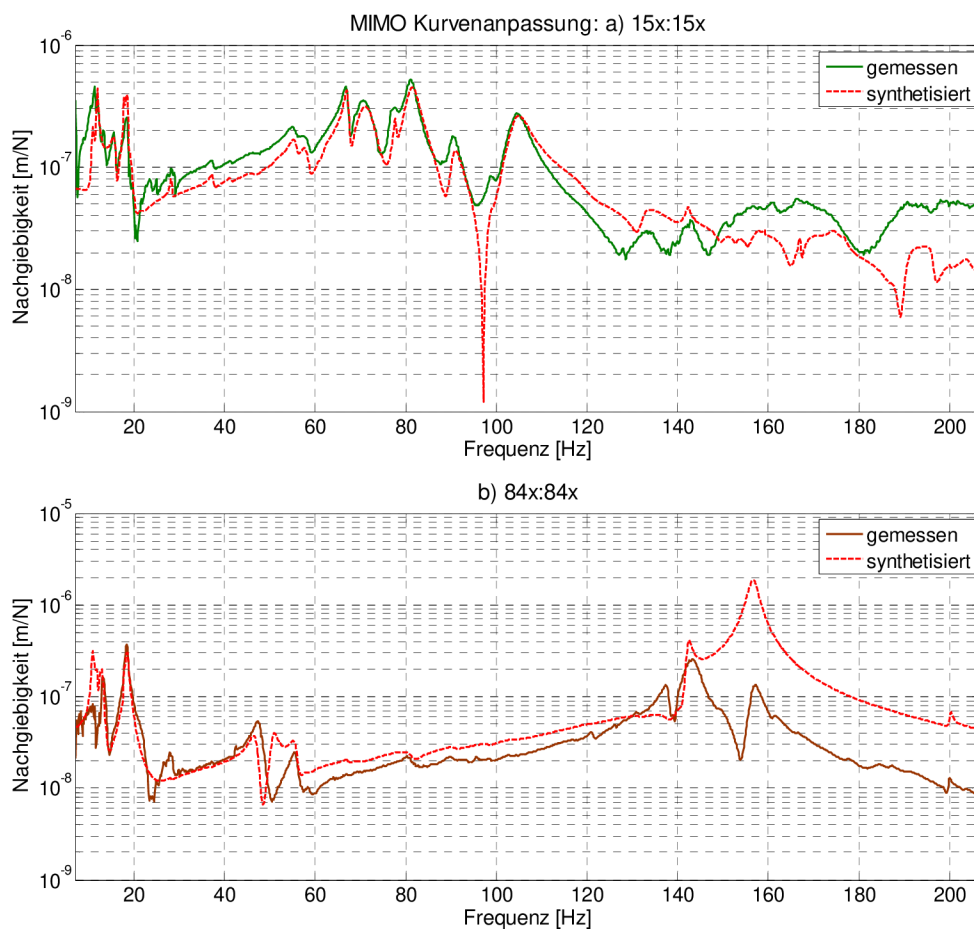 MIMO Kurvenanpassung: a) 15x:15x
10^-6
10^-7
10^-8
10^-9
Nachgiebigkeit [m/N]
gemessen
synthetisiert
20 40 60 80 100 120 140 160 180 200
Frequenz [Hz]
b) 84x:84x
10^-5
10^-6
10^-7
10^-8
10^-9
Nachgiebigkeit [m/N]
gemessen
synthetisiert
20 40 60 80 100 120 140 160 180 200
Frequenz [Hz]